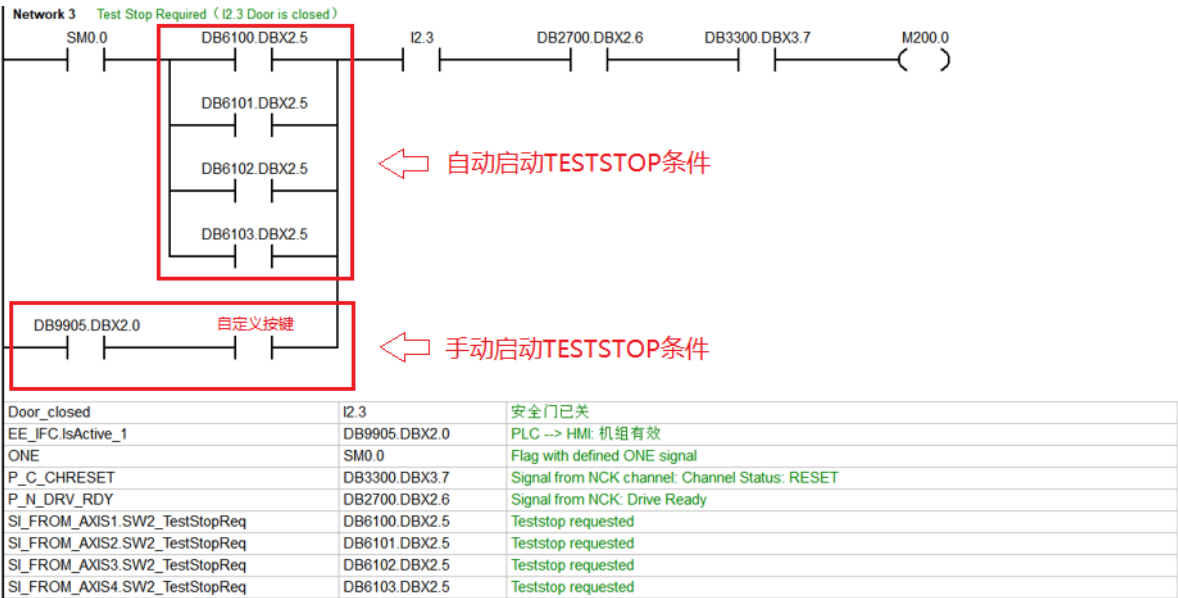 Network 3 Test Stop Required（I2.3 Door is closed）
SM0.0 DB6100.DBX2.5 I2.3 DB2700.DBX2.6 DB3300.DBX3.7 M200.0
DB6101.DBX2.5
自动启动TESTSTOP条件
DB6102.DBX2.5
DB6103.DBX2.5
DB9905.DBX2.0 自定义按键
手动启动TESTSTOP条件
Door_closed I2.3 安全门已关
EE_IFC.IsActive_1 DB9905.DBX2.0 PLC --> HMI: 机组有效
ONE SM0.0 Flag with defined ONE signal
P_C_CHRESET DB3300.DBX3.7 Signal from NCK channel: Channel Status: RESET
P_N_DRV_RDY DB2700.DBX2.6 Signal from NCK: Drive Ready
SI_FROM_AXIS1.SW2_TestStopReq DB6100.DBX2.5 Teststop requested
SI_FROM_AXIS2.SW2_TestStopReq DB6101.DBX2.5 Teststop requested
SI_FROM_AXIS3.SW2_TestStopReq DB6102.DBX2.5 Teststop requested
SI_FROM_AXIS4.SW2_TestStopReq DB6103.DBX2.5 Teststop requested